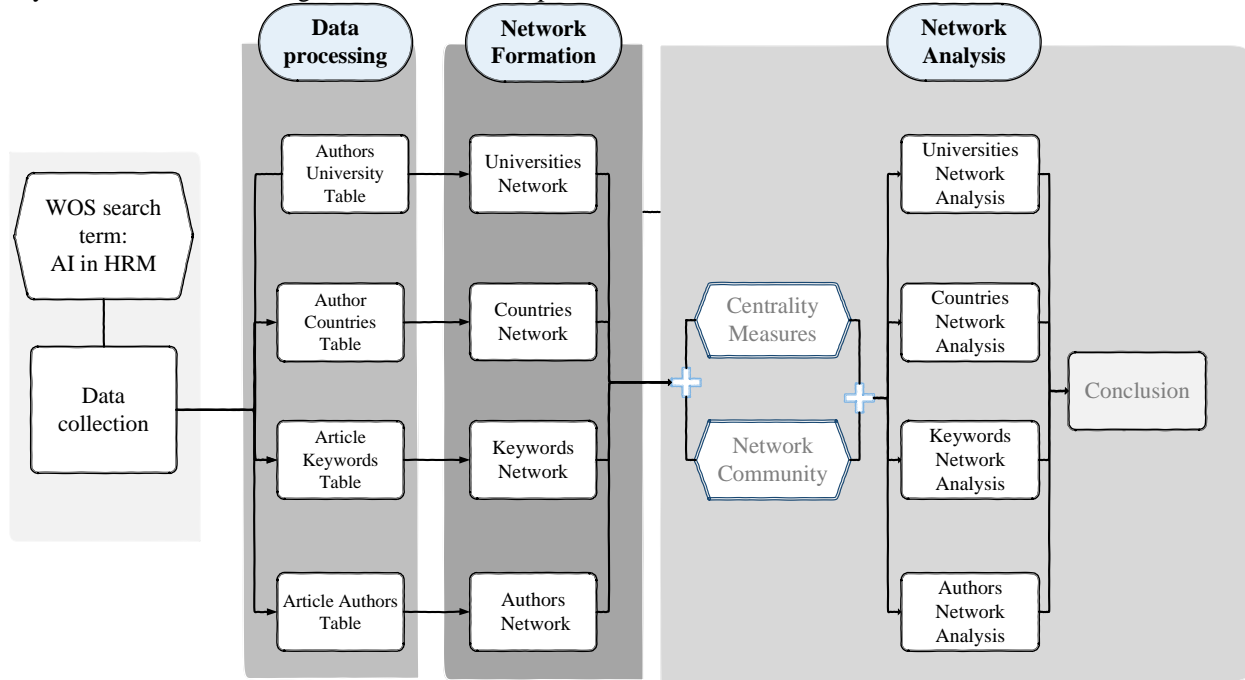 Data
processing
Network
Formation
Network
Analysis
WOS search
term:
AI in HRM
Data
collection
Authors
University
Table
Author
Countries
Table
Article
Keywords
Table
Article Authors
Table
Universities
Network
Countries
Network
Keywords
Network
Authors
Network
Centrality
Measures
Network
Community
Universities
Network
Analysis
Countries
Network
Analysis
Keywords
Network
Analysis
Authors
Network
Analysis
Conclusion